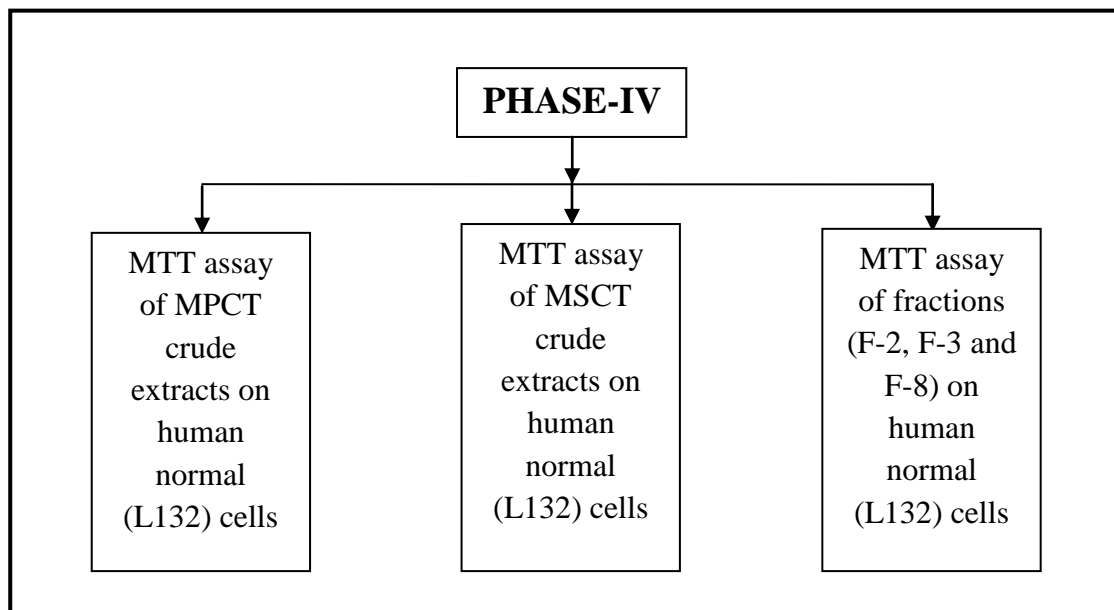 PHASE-IV
MTT assay
of MPCT
crude
extracts on
human
normal
(L132) cells
MTT assay
of MSCT
crude
extracts on
human
normal
(L132) cells
MTT assay
of fractions
(F-2, F-3 and
F-8) on
human
normal
(L132) cells